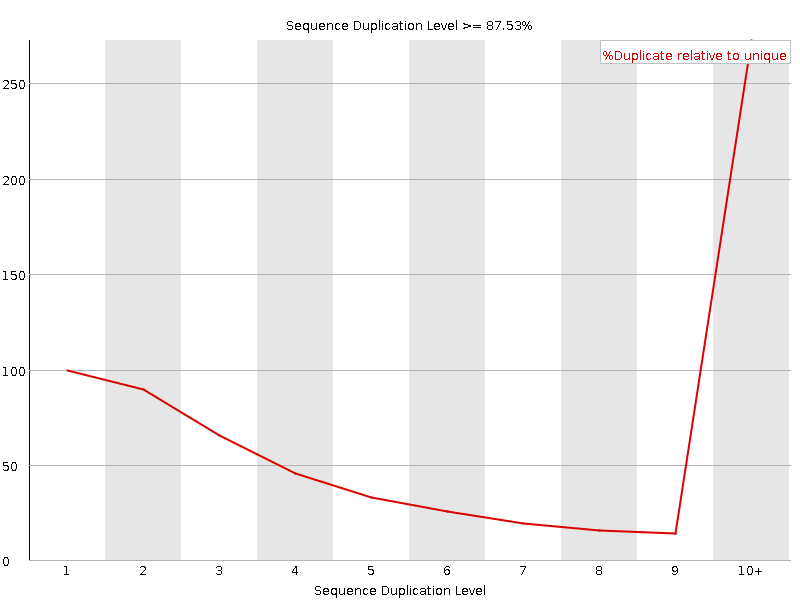 Sequence Duplication Level >= 87.53%
%Duplicate relative to unique
250
200
150
100
50
0
1 2 3 4 5 6 7 8 9 10+
Sequence Duplication Level